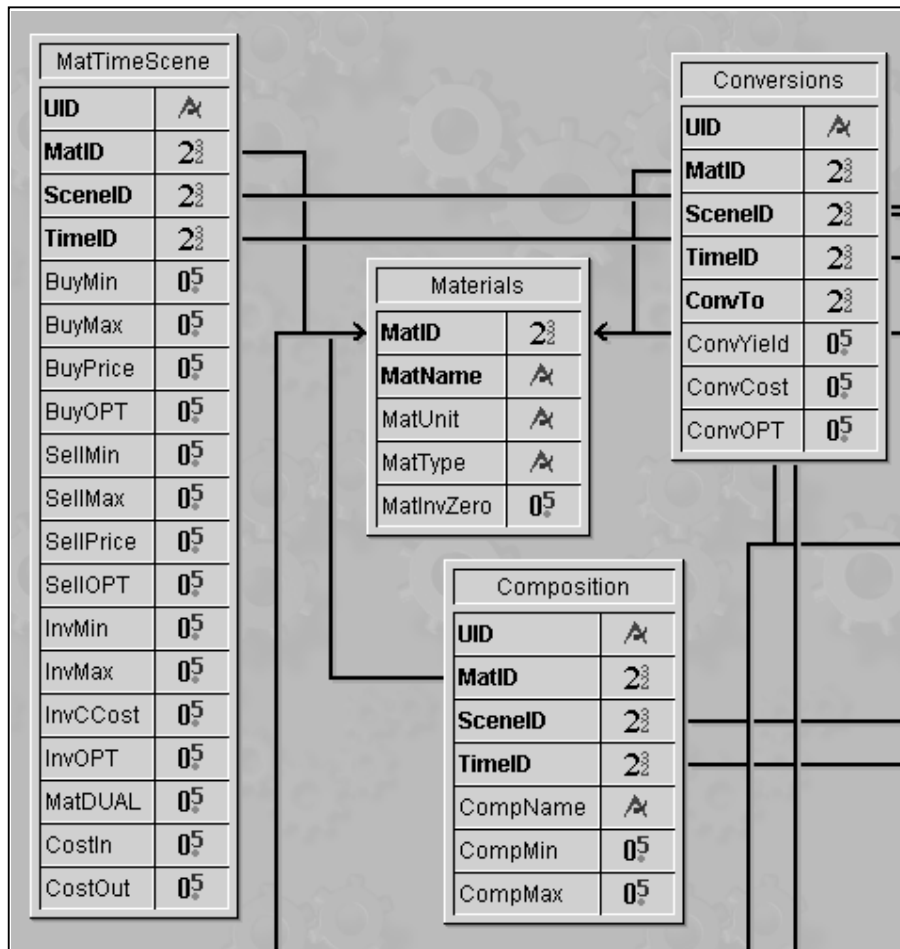 MatTimeScene
UID
MatID
SceneID
TimeID
BuyMin
BuyMax
BuyPrice
BuyOPT
SellMin
SellMax
SellPrice
SellOPT
InvMin
InvMax
InvCCost
InvOPT
MatDUAL
CostIn
CostOut
Materials
MatID
MatName
MatUnit
MatType
MatInvZero
Conversions
UID
MatID
SceneID
TimeID
ConvTo
ConvYield
ConvCost
ConvOPT
Composition
UID
MatID
SceneID
TimeID
CompName
CompMin
CompMax